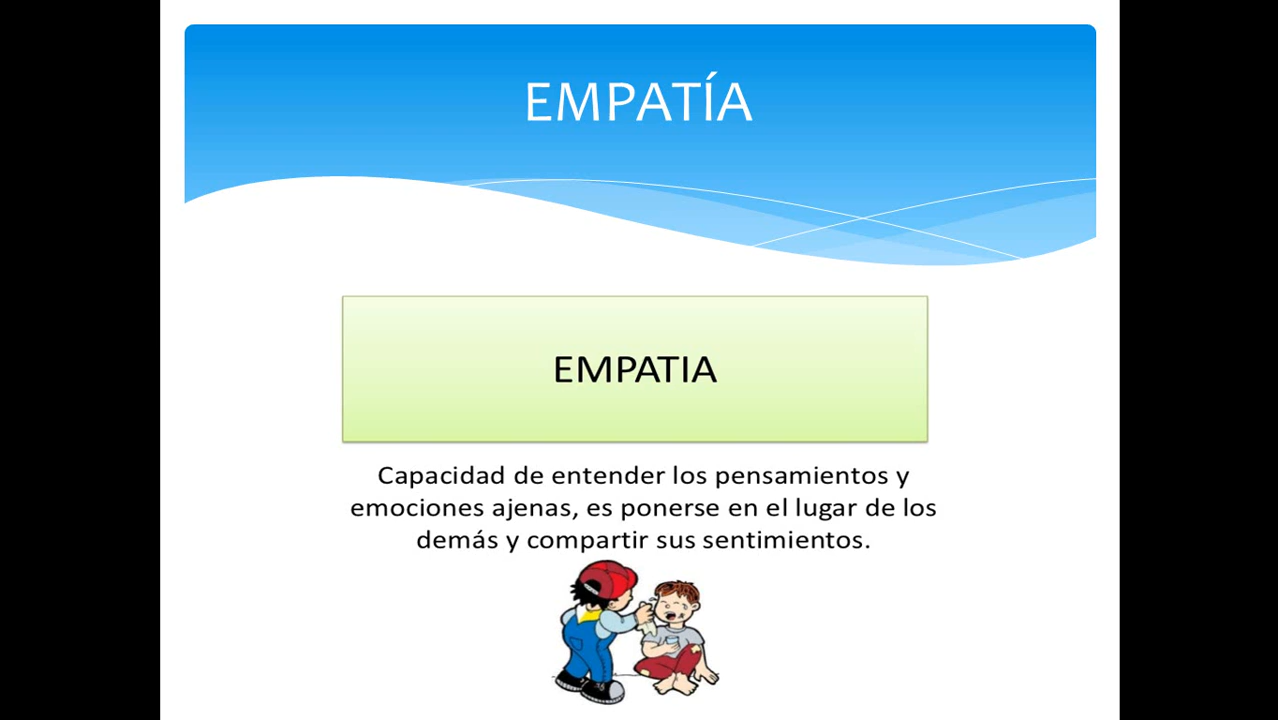 EMPATÍA
EMPATIA
Capacidad de entender los pensamientos y
emociones ajenas, es ponerse en el lugar de los
demás y compartir sus sentimientos.